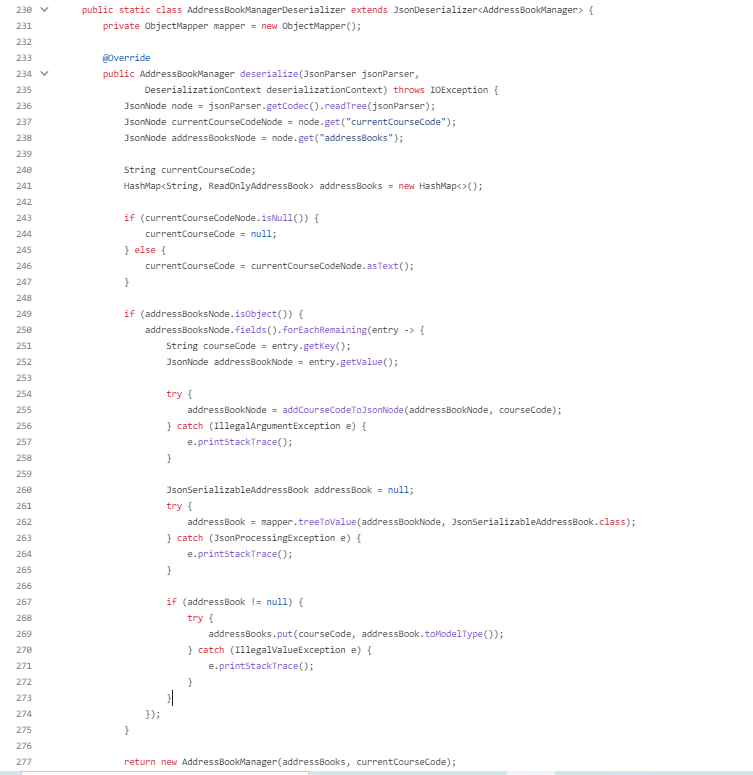 230 public static class AddressBookManagerDeserializer extends JsonDeserializer<AddressBookManager> {
231 private ObjectMapper mapper = new ObjectMapper();
232
233 @Override
234 public AddressBookManager deserialize(JsonParser jsonParser,
235 DeserializationContext deserializationContext) throws IOException {
236 JsonNode node = jsonParser.getCodec().readTree(jsonParser);
237 JsonNode currentCourseCodeNode = node.get("currentCourseCode");
238 JsonNode addressBooksNode = node.get("addressBooks");
239
240 String currentCourseCode;
241 HashMap<String, ReadOnlyAddressBook> addressBooks = new HashMap<>();
242
243 if (currentCourseCodeNode.isNull()) {
244 currentCourseCode = null;
245 } else {
246 currentCourseCode = currentCourseCodeNode.asText();
247 }
248
249 if (addressBooksNode.isObject()) {
250 addressBooksNode.fields().forEachRemaining(entry -> {
251 String courseCode = entry.getKey();
252 JsonNode addressBookNode = entry.getValue();
253
254 try {
255 addressBookNode = addCourseCodeToJsonNode(addressBookNode, courseCode);
256 } catch (IllegalArgumentException e) {
257 e.printStackTrace();
258 }
259
260 JsonSerializableAddressBook addressBook = null;
261 try {
262 addressBook = mapper.treeToValue(addressBookNode, JsonSerializableAddressBook.class);
263 } catch (JsonProcessingException e) {
264 e.printStackTrace();
265 }
266
267 if (addressBook != null) {
268 try {
269 addressBooks.put(courseCode, addressBook.toModelType());
270 } catch (IllegalValueException e) {
271 e.printStackTrace();
272 }
273 }
274 });
275 }
276
277 return new AddressBookManager(addressBooks, currentCourseCode);